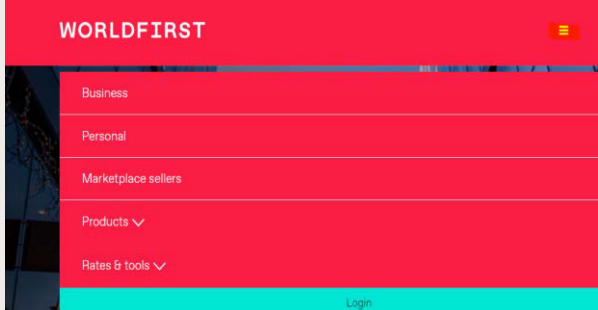 WORLDFIRST
Business
Personal
Marketplace sellers
Products
Rates & tools
Login